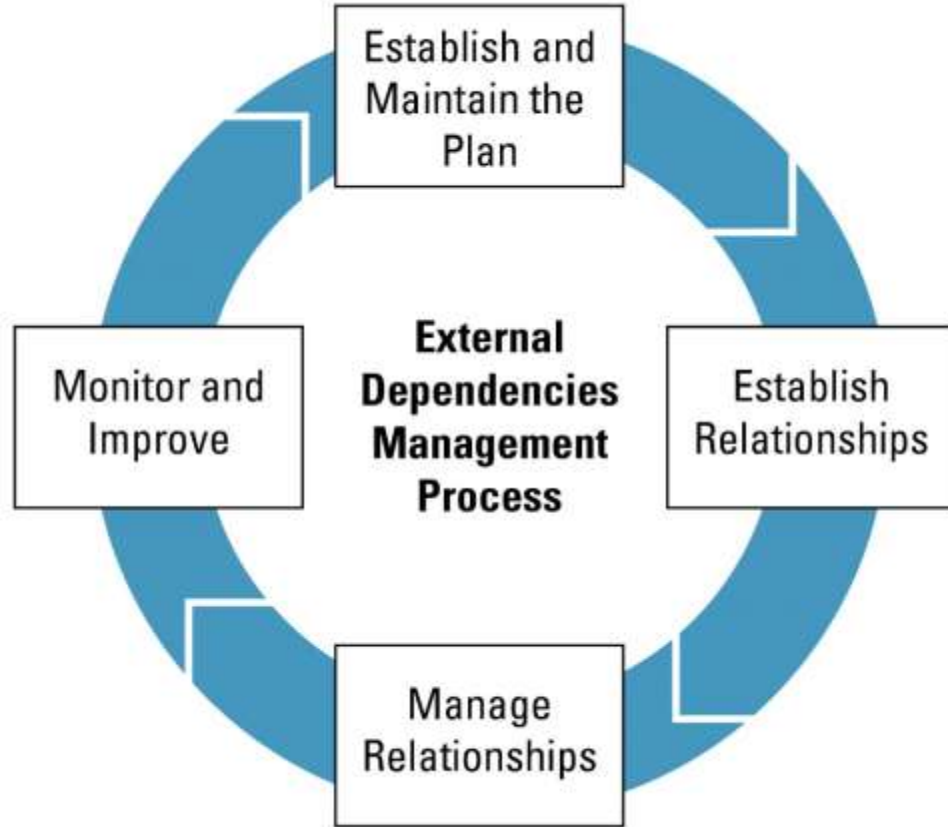 Establish and
Maintain the
Plan
External
Dependencies
Management
Process
Monitor and
Improve
Establish
Relationships
Manage
Relationships